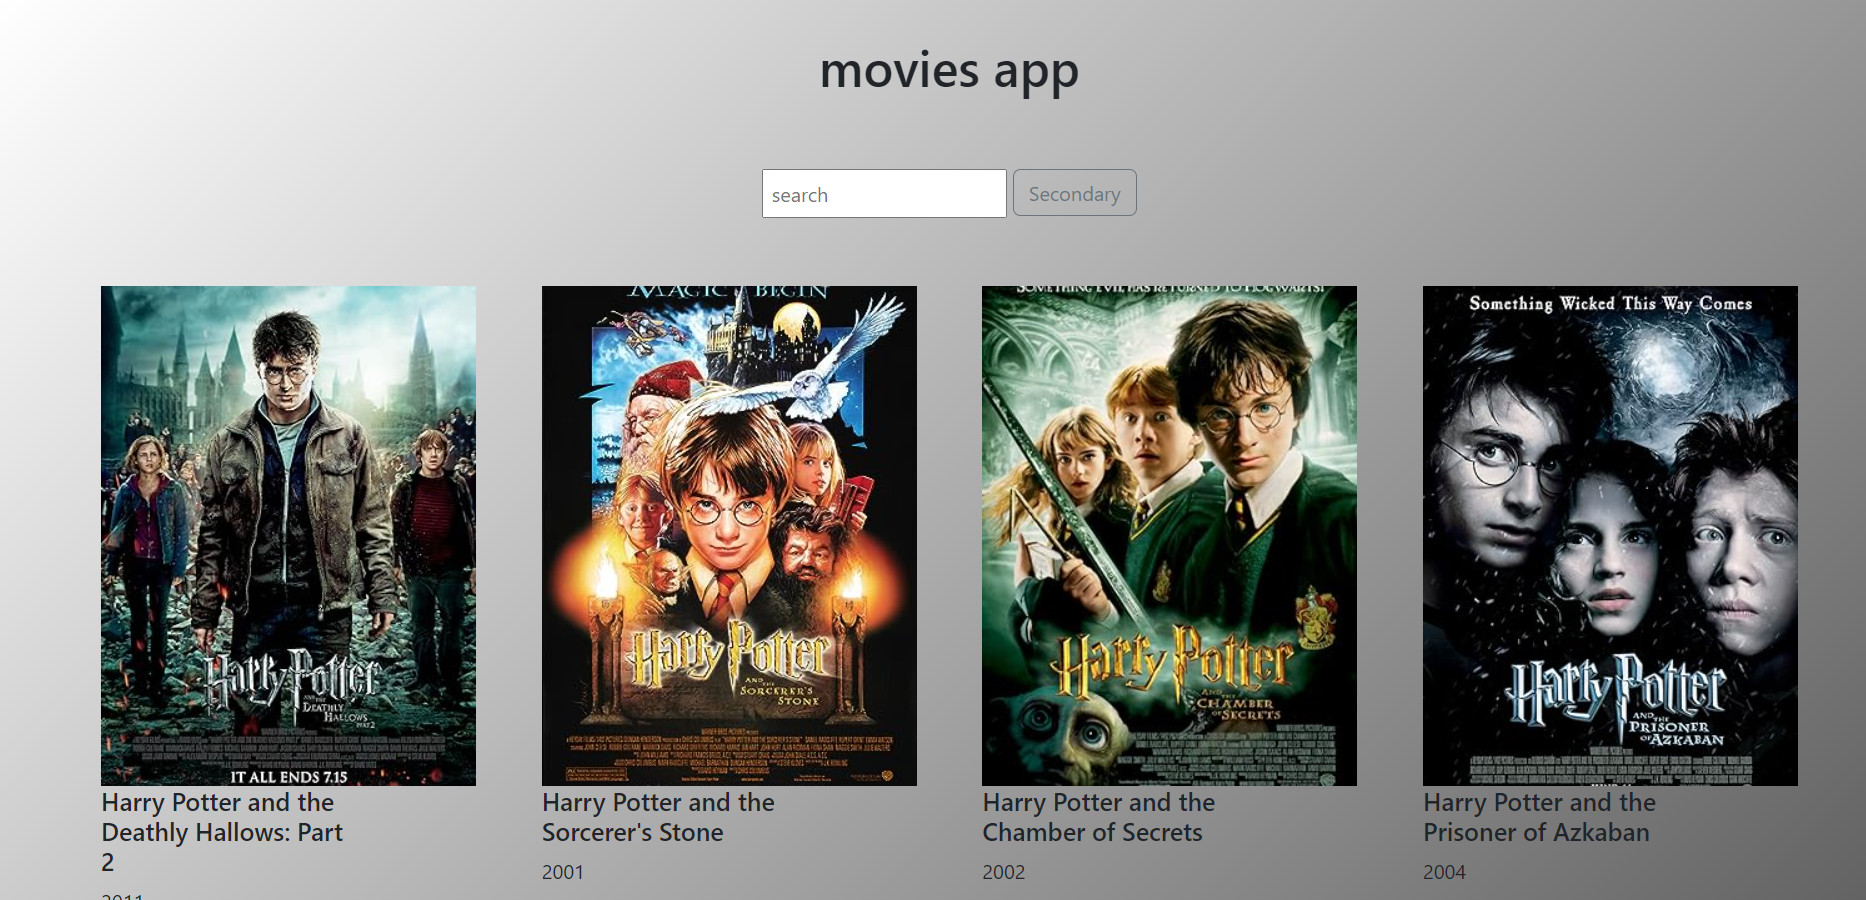 movies app
search
Secondary
Harry Potter
AND THE
DEATHLY
HALLOWS
PART 2
IT ALL ENDS 7.15
Harry Potter and the
Deathly Hallows: Part
2
2011
MAGIC BEGIN
Harry Potter
AND THE
SORCERER'S
STONE
Harry Potter and the
Sorcerer's Stone
2001
SOMETHING EVIL HAS RETURNED TO HOGWARTS!
Harry Potter
AND THE
CHAMBER
OF SECRETS
Harry Potter and the
Chamber of Secrets
2002
Something Wicked This Way Comes
Harry Potter
AND THE
PRISONER
OF AZKABAN
Harry Potter and the
Prisoner of Azkaban
2004